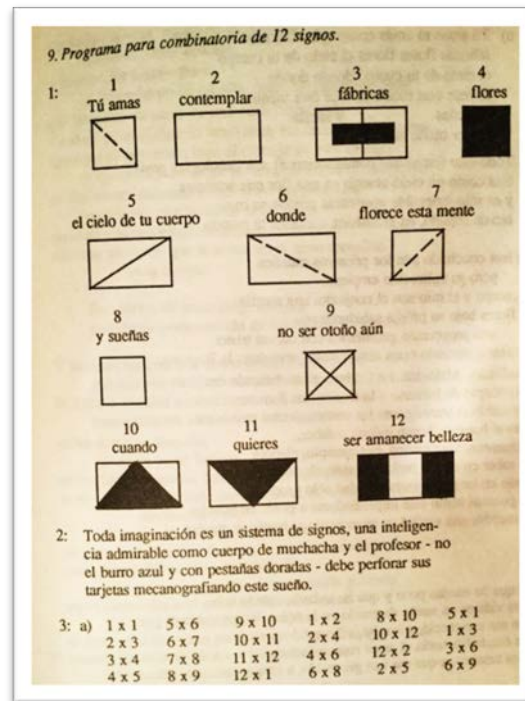 9. Programa para combinatoria de 12 signos.
1: 1 2 3 4
Tú amas contemplar fábricas flores
5 6 7
el cielo de tu cuerpo donde florece esta mente
8 9
y sueñas no ser otoño aún
10 11 12
cuando quieres ser amanecer belleza
2: Toda imaginación es un sistema de signos, una inteligen-
cia admirable como cuerpo de muchacha y el profesor - no
el burro azul y con pestañas doradas - debe perforar sus
tarjetas mecanografiando este sueño.
3: a) 1 x 1 5 x 6 9 x 10 1 x 2 8 x 10 5 x 1
2 x 3 6 x 7 10 x 11 2 x 4 10 x 12 1 x 3
3 x 4 7 x 8 11 x 12 4 x 6 12 x 2 3 x 6
4 x 5 8 x 9 12 x 1 6 x 8 2 x 5 6 x 9